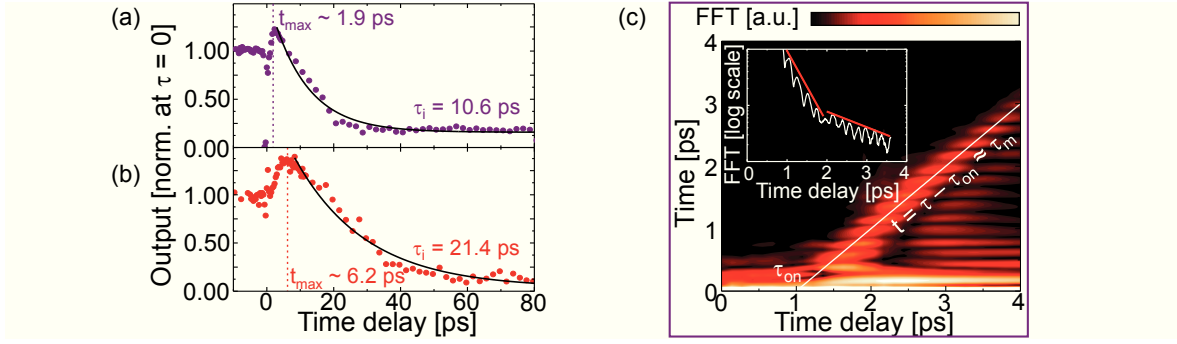 (a)
t_max ~ 1.9 ps
1.00
0.50
0.00
τ_i = 10.6 ps
(b)
1.00
0.50
0.00
τ_i = 21.4 ps
t_max ~ 6.2 ps
Output [norm. at τ = 0]
0 20 40 60 80
Time delay [ps]
(c)
FFT [a.u.]
4
3
2
1
0
Time [ps]
FFT [log scale]
0 1 2 3 4
Time delay [ps]
t = τ − τ_on ≈ τ_m
τ_on
0 1 2 3 4
Time delay [ps]